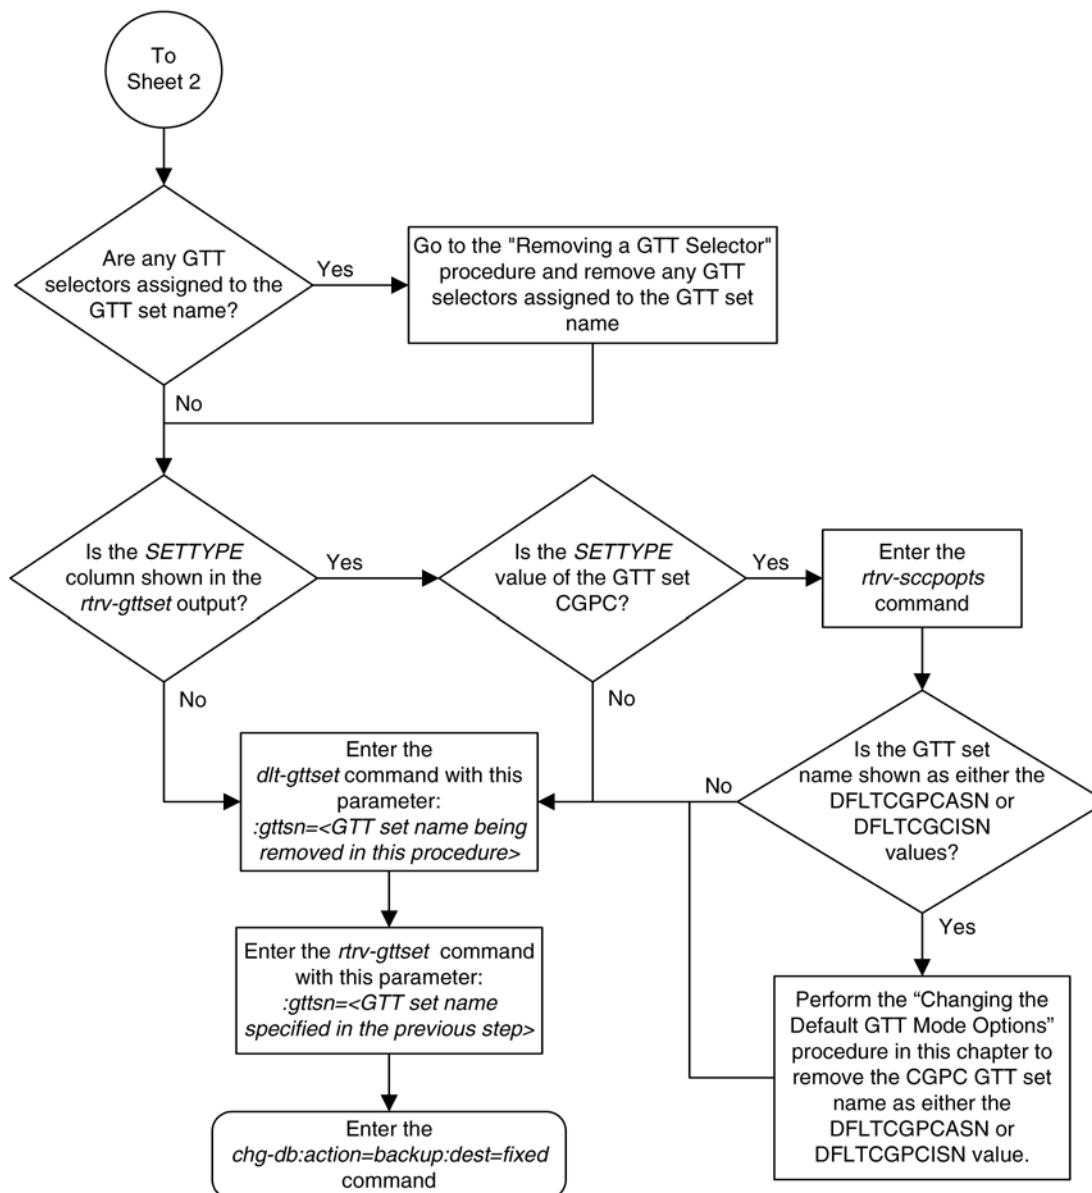 To
Sheet 2
Are any GTT
selectors assigned to the
GTT set name?
Yes
Go to the "Removing a GTT Selector"
procedure and remove any GTT
selectors assigned to the GTT set
name
No
Is the SETTYPE
column shown in the
rtrv-gttset output?
Yes
Is the SETTYPE
value of the GTT set
CGPC?
Yes
Enter the
rtrv-sccpopts
command
No
No
Enter the
dlt-gttset command with this
parameter:
:gttsn=<GTT set name being
removed in this procedure>
No
Is the GTT set
name shown as either the
DFLTCGPCASN or
DFLTCGCISN
values?
Yes
Enter the rtrv-gttset command
with this parameter:
:gttsn=<GTT set name
specified in the previous step>
Perform the “Changing the
Default GTT Mode Options”
procedure in this chapter to
remove the CGPC GTT set
name as either the
DFLTCGPCASN or
DFLTCGPCISN value.
Enter the
chg-db:action=backup:dest=fixed
command